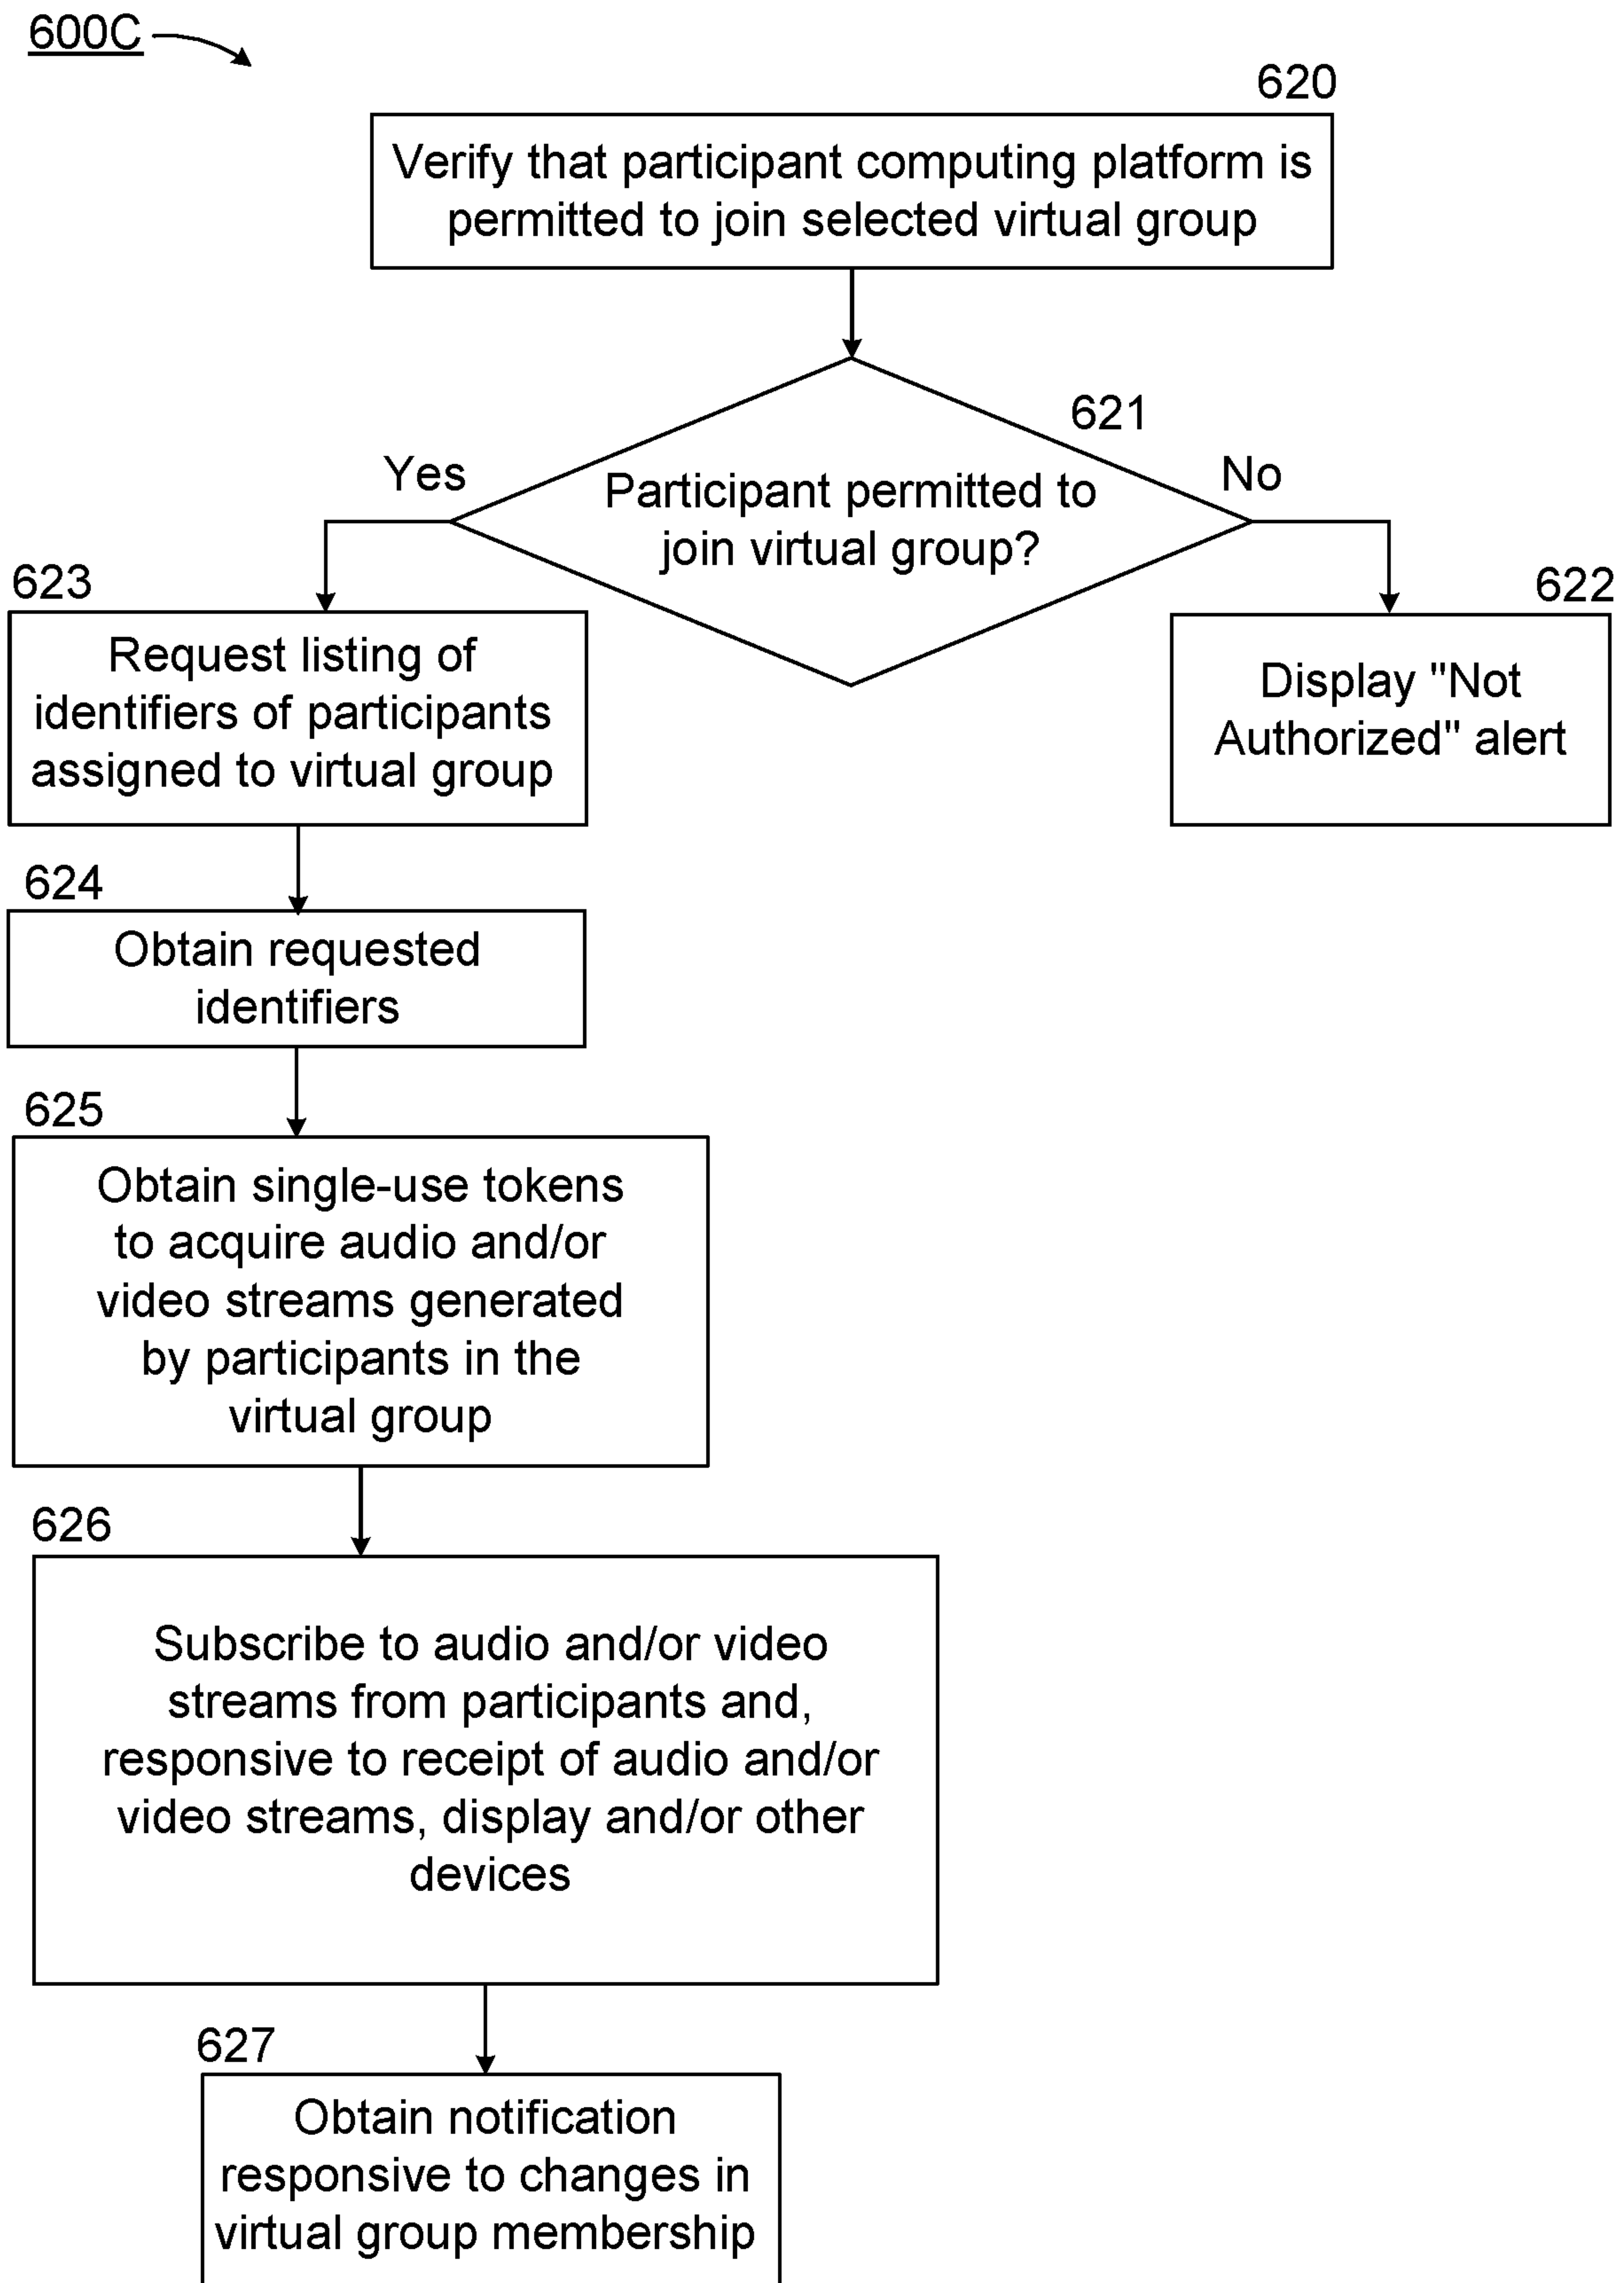 600C
620
Verify that participant computing platform is
permitted to join selected virtual group
621
Yes
No
Participant permitted to
join virtual group?
623
622
Request listing of
identifiers of participants
assigned to virtual group
Display "Not
Authorized" alert
624
Obtain requested
identifiers
625
Obtain single-use tokens
to acquire audio and/or
video streams generated
by participants in the
virtual group
626
Subscribe to audio and/or video
streams from participants and,
responsive to receipt of audio and/or
video streams, display and/or other
devices
627
Obtain notification
responsive to changes in
virtual group membership